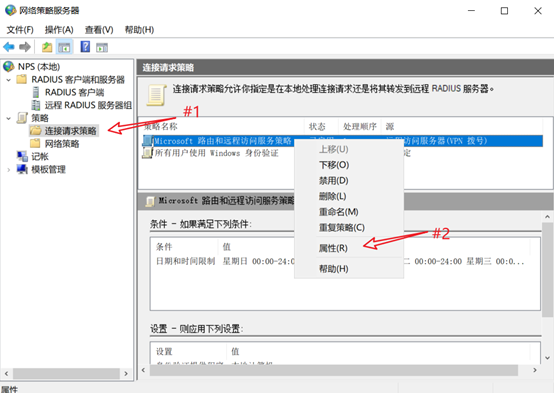 网络策略服务器
文件(F) 操作(A) 查看(V) 帮助(H)
NPS (本地)
RADIUS 客户端和服务器
RADIUS 客户端
远程 RADIUS 服务器组
策略
连接请求策略
网络策略
记帐
模板管理
#1
连接请求策略
连接请求策略允许你指定是在本地处理连接请求还是将其转发到远程 RADIUS 服务器。
策略名称 状态 处理顺序 源
Microsoft 路由和远程访问服务策略 访问服务器(VPN 拨号)
所有用户使用 Windows 身份验证
上移(U)
下移(O)
禁用(D)
删除(L)
重命名(M)
重复策略(C)
属性(R)
帮助(H)
#2
Microsoft 路由和远程访问服务策略
条件 - 如果满足下列条件:
条件 值
日期和时间限制 星期日 00:00-24:0 二 00:00-24:00 星期三 00:0...
设置 - 则应用下列设置:
设置 值
属性